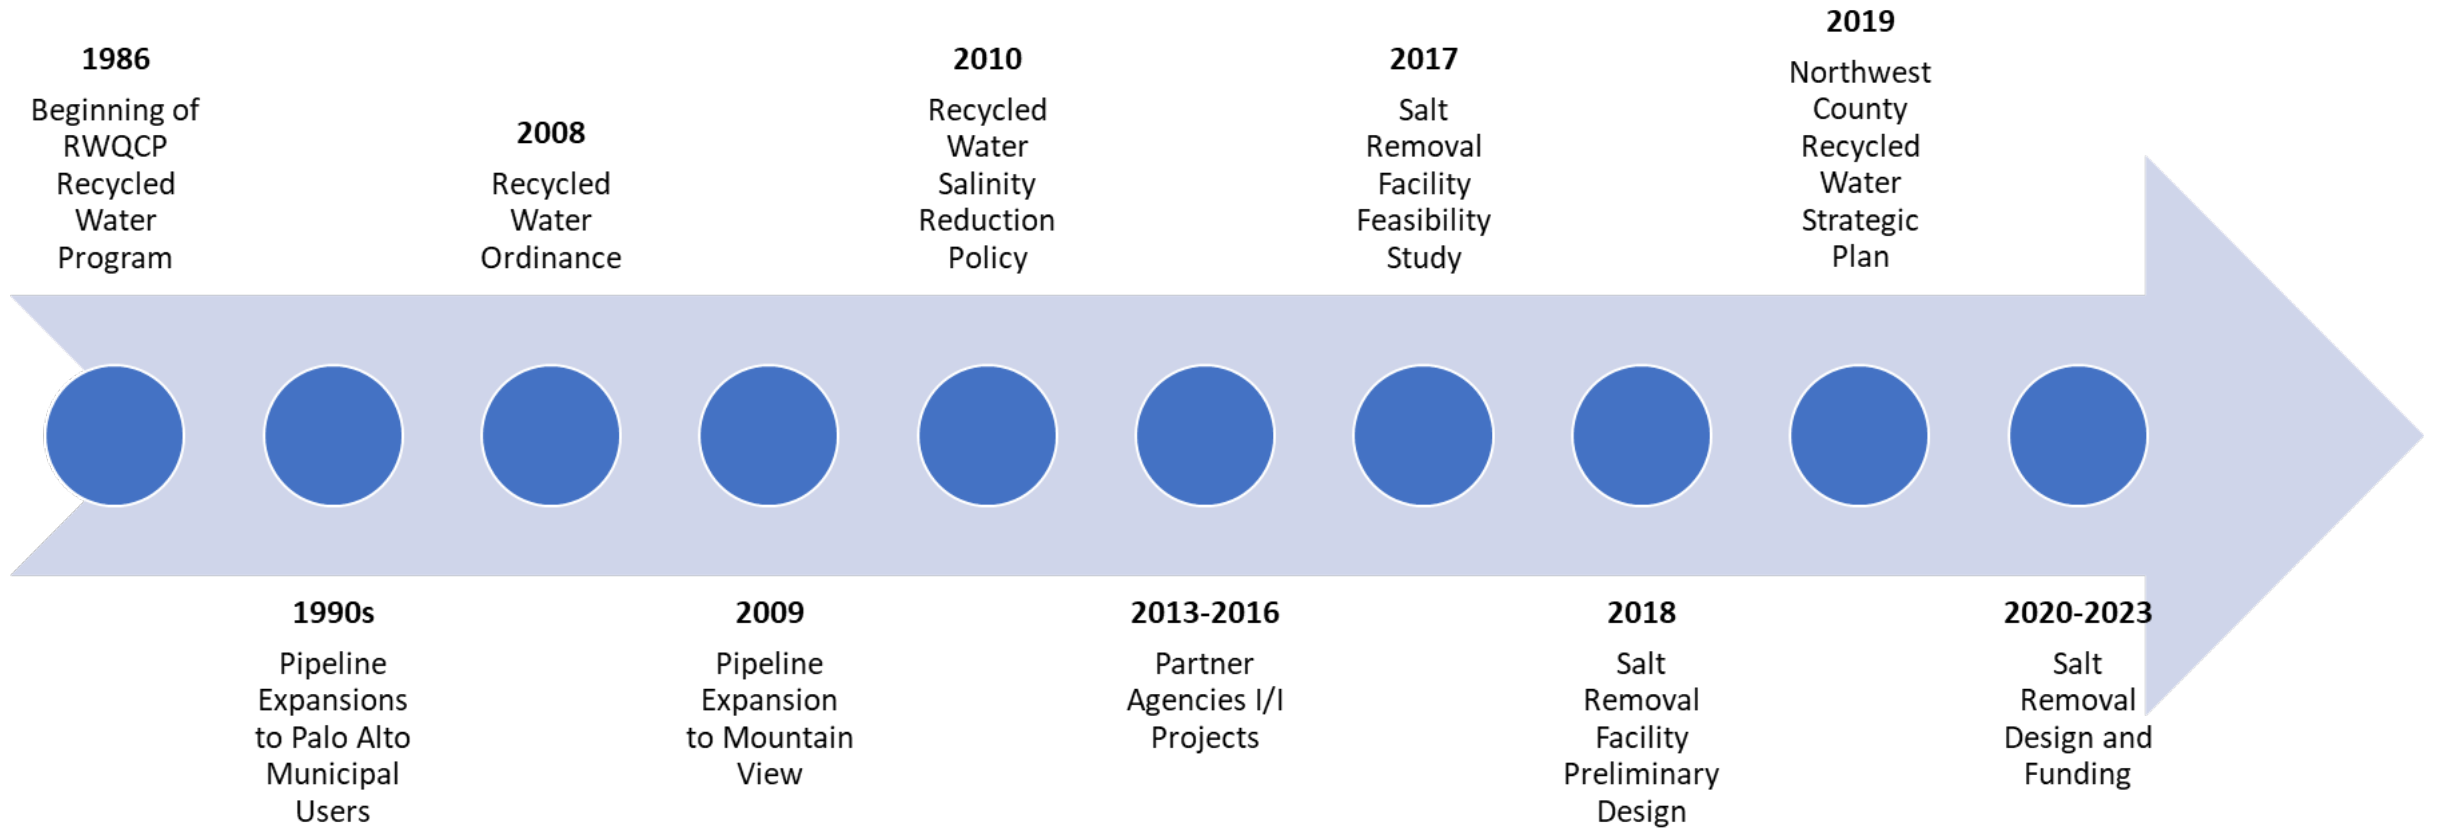 1986
Beginning of
RWQCP
Recycled
Water
Program
1990s
Pipeline
Expansions
to Palo Alto
Municipal
Users
2008
Recycled
Water
Ordinance
2009
Pipeline
Expansion
to Mountain
View
2010
Recycled
Water
Salinity
Reduction
Policy
2013-2016
Partner
Agencies I/I
Projects
2017
Salt
Removal
Facility
Feasibility
Study
2018
Salt
Removal
Facility
Preliminary
Design
2019
Northwest
County
Recycled
Water
Strategic
Plan
2020-2023
Salt
Removal
Design and
Funding